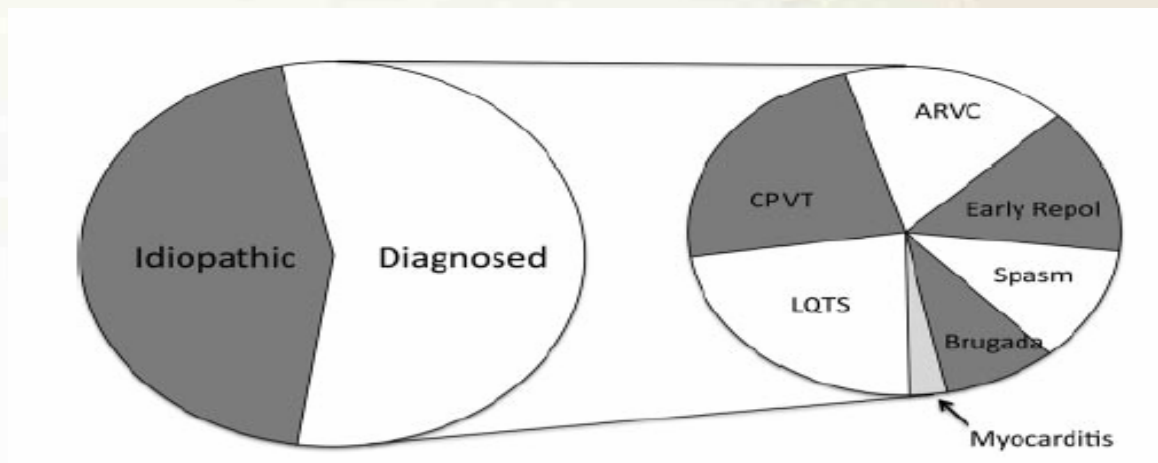 Idiopathic
Diagnosed
ARVC
CPVT
Early Repol
Spasm
LQTS
Brugada
Myocarditis